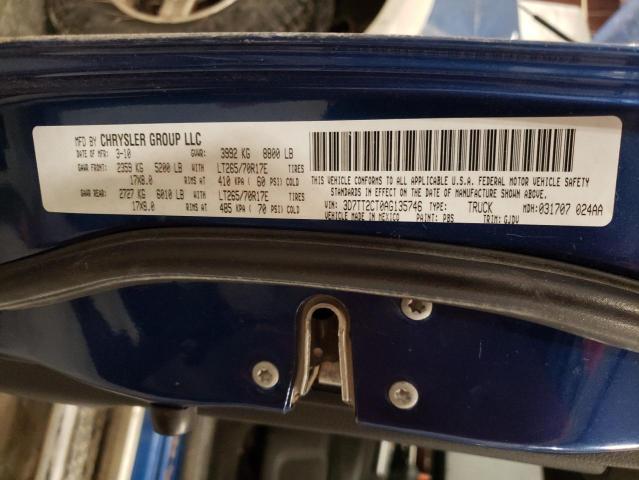 MFD BY CHRYSLER GROUP LLC
DATE OF MFR: 3-10 GVWR: 3992 KG 8800 LB
GAWR FRONT: 2359 KG 5200 LB WITH LT265/70R17E TIRES
17X8.0 RIMS AT 410 KPA ( 60 PSI) COLD
GAWR REAR: 2727 KG 6010 LB WITH LT265/70R17E TIRES
17X8.0 RIMS AT 485 KPA ( 70 PSI) COLD
THIS VEHICLE CONFORMS TO ALL APPLICABLE U.S.A. FEDERAL MOTOR VEHICLE SAFETY
STANDARDS IN EFFECT ON THE DATE OF MANUFACTURE SHOWN ABOVE.
VIN: 3D7TT2CT0AG135746 TYPE: TRUCK MDH: 031707 024AA
VEHICLE MADE IN MEXICO PAINT: PBS TRIM: GJDV